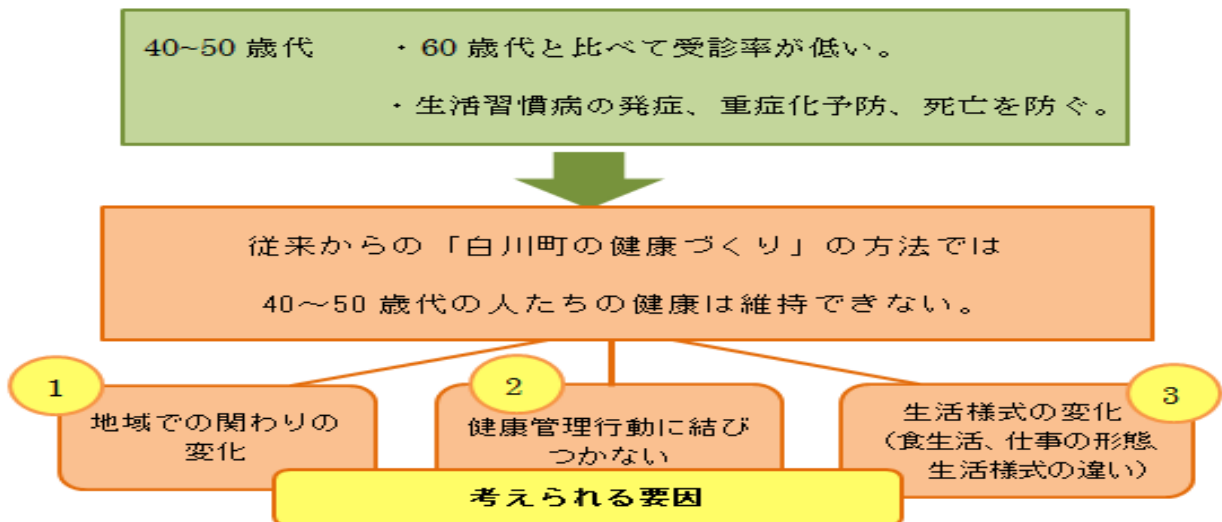 40~50 歳代　・60 歳代と比べて受診率が低い。
・生活習慣病の発症、重症化予防、死亡を防ぐ。
従来からの「白川町の健康づくり」の方法では
40～50 歳代の人たちの健康は維持できない。
1
地域での関わりの
変化
2
健康管理行動に結び
つかない
3
生活様式の変化
（食生活、仕事の形態、
生活様式の違い）
考えられる要因